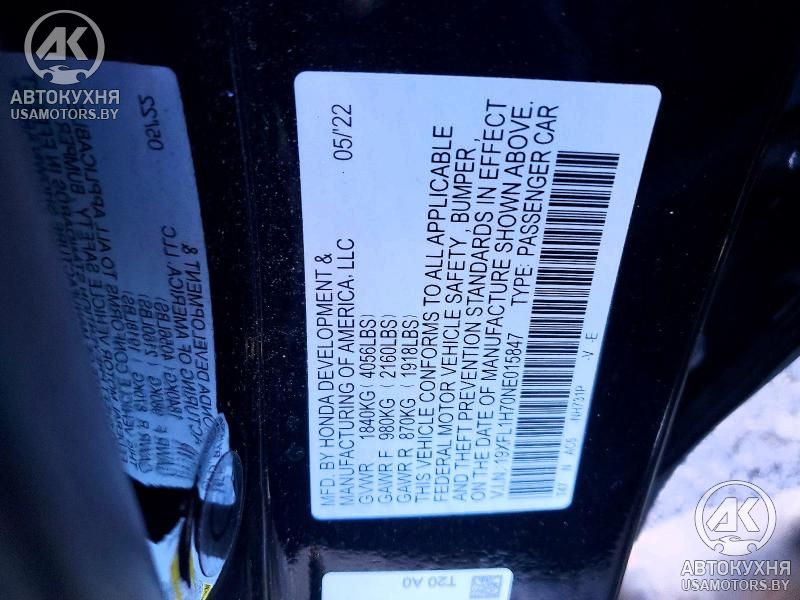 АВТОКУХНЯ
USAMOTORS.BY
05/'22
MFD. BY HONDA DEVELOPMENT &
MANUFACTURING OF AMERICA, LLC
GVWR 1840KG ( 4056LBS)
GAWR F 980KG ( 2160LBS)
GAWR R 870KG ( 1918LBS)
THIS VEHICLE CONFORMS TO ALL APPLICABLE
FEDERAL MOTOR VEHICLE SAFETY, BUMPER,
AND THEFT PREVENTION STANDARDS IN EFFECT
ON THE DATE OF MANUFACTURE SHOWN ABOVE.
V.I.N.:19XFL1H70NE015847 TYPE: PASSENGER CAR
N AC5 NH731P -V -E
T20 A0
АВТОКУХНЯ
USAMOTORS.BY